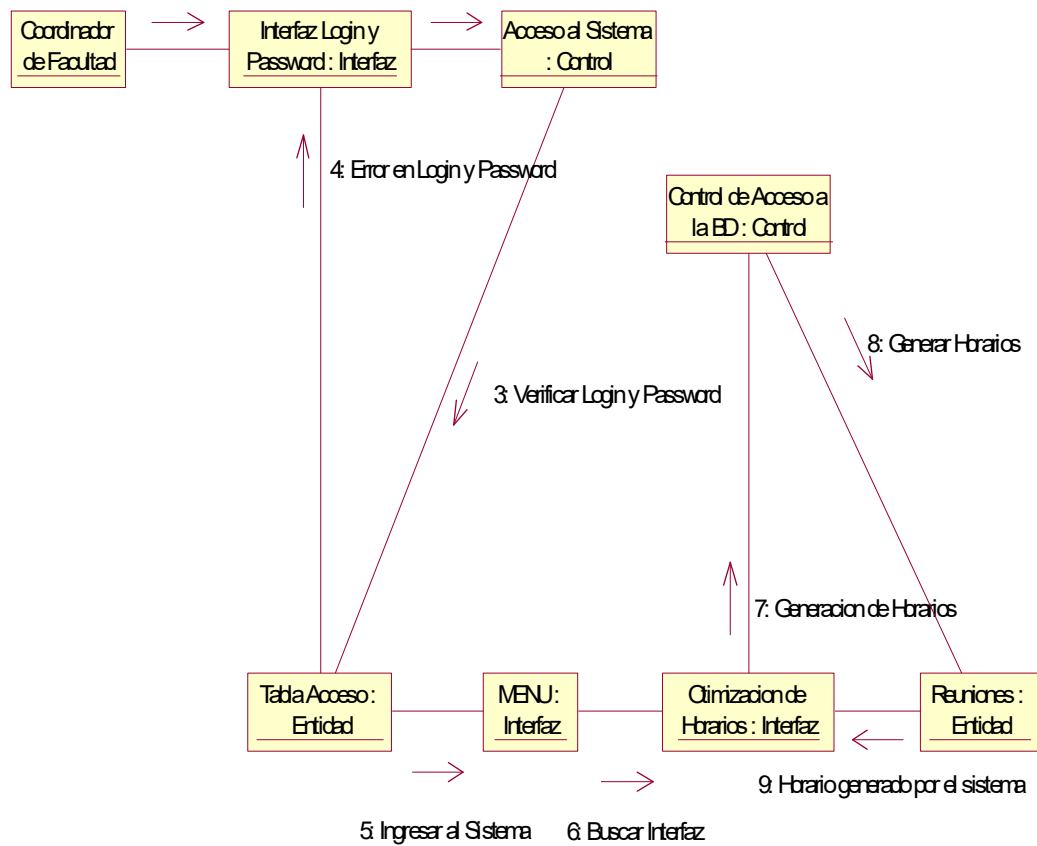 Coordinador
de Facultad
Interfaz Login y
Password : Interfaz
Acceso al Sistema
: Control
4: Error en Login y Password
Control de Acceso a
la BD : Control
8: Generar Horarios
3: Verificar Login y Password
7: Generacion de Horarios
Tabla Acceso :
Entidad
MENU :
Interfaz
Otimizacion de
Horarios : Interfaz
Reuniones :
Entidad
9: Horario generado por el sistema
5: Ingresar al Sistema
6: Buscar Interfaz